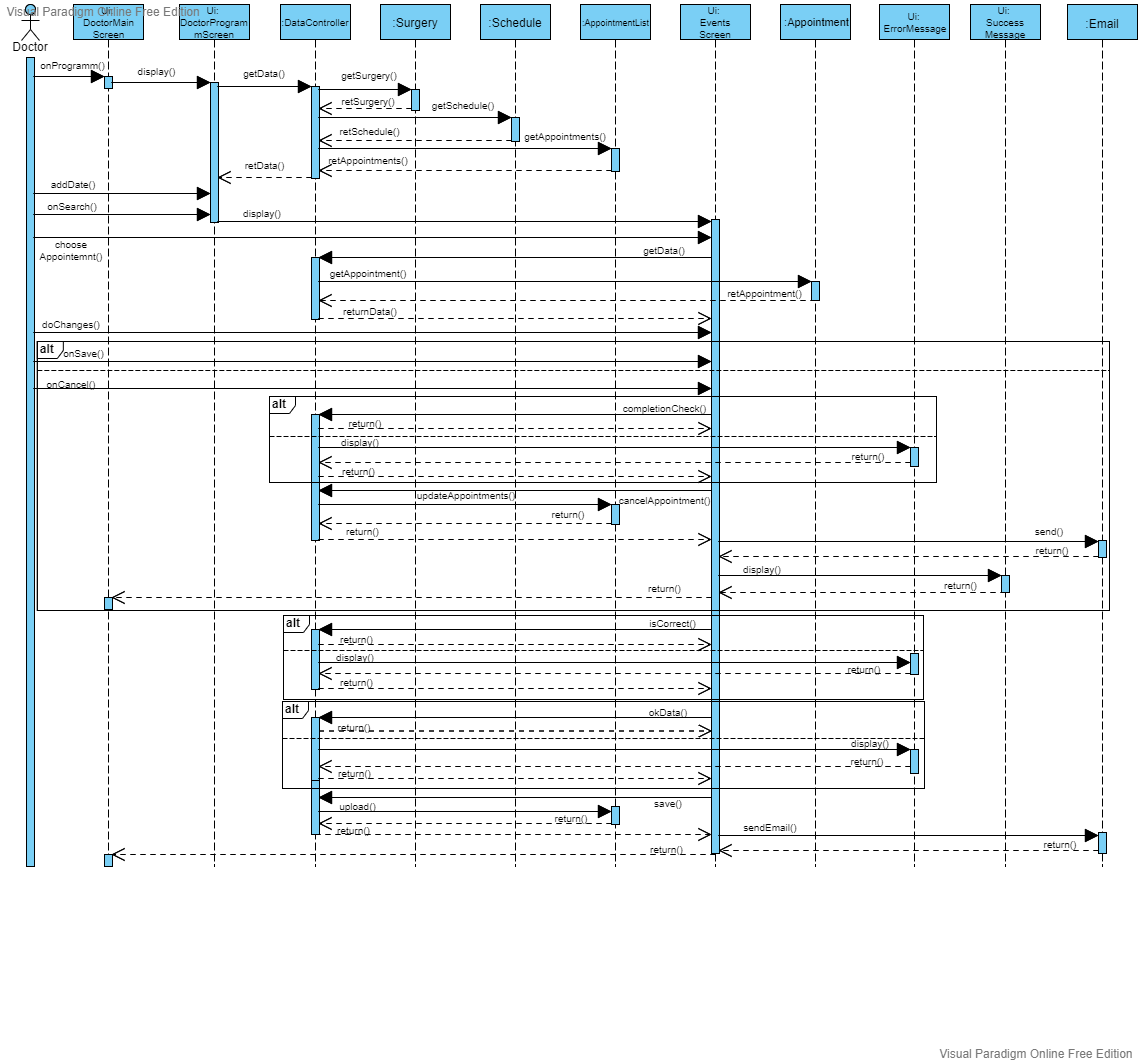 Visual Paradigm Online Free Edition
Ui:
DoctorMain
Screen
Ui:
DoctorProgra
mScreen
:DataController
:Surgery
:Schedule
:AppointmentList
Ui:
Events
Screen
:Appointment
Ui:
ErrorMessage
Ui:
Success
Message
:Email
Doctor
onProgramm()
display()
getData()
getSurgery()
retSurgery()
getSchedule()
retSchedule()
getAppointments()
retAppointments()
retData()
addDate()
onSearch()
display()
choose
Appointemnt()
getData()
getAppointment()
retAppointment()
returnData()
doChanges()
alt
onSave()
onCancel()
alt
completionCheck()
return()
display()
return()
return()
updateAppointments()
cancelAppointment()
return()
return()
send()
return()
display()
return()
return()
alt
isCorrect()
return()
display()
return()
return()
alt
okData()
return()
display()
return()
return()
save()
upload()
return()
return()
sendEmail()
return()
return()
Visual Paradigm Online Free Edition